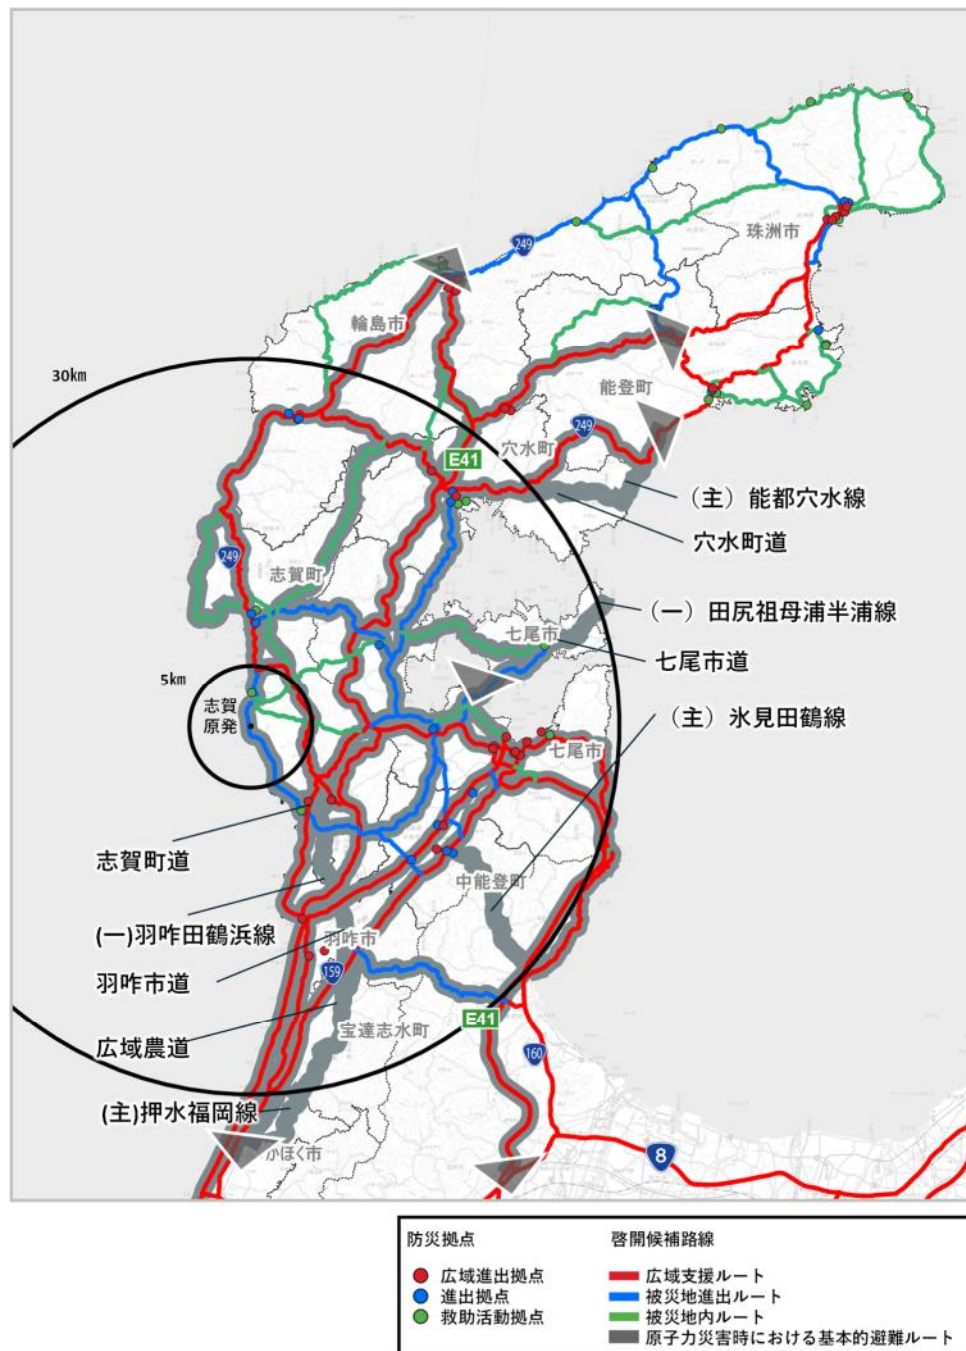 249
珠洲市
輪島市
30km
能登町
249
穴水町
E41
(主) 能都穴水線
穴水町道
249
志賀町
(一) 田尻祖母浦半浦線
七尾市
七尾市道
5km
志賀
原発
(主) 氷見田鶴線
七尾市
志賀町道
中能登町
(一)羽咋田鶴浜線
羽咋市
羽咋市道
159
E41
宝達志水町
広域農道
160
(主)押水福岡線
かほく市
8
防災拠点
啓開候補路線
広域進出拠点
広域支援ルート
進出拠点
被災地進出ルート
救助活動拠点
被災地内ルート
原子力災害時における基本的避難ルート